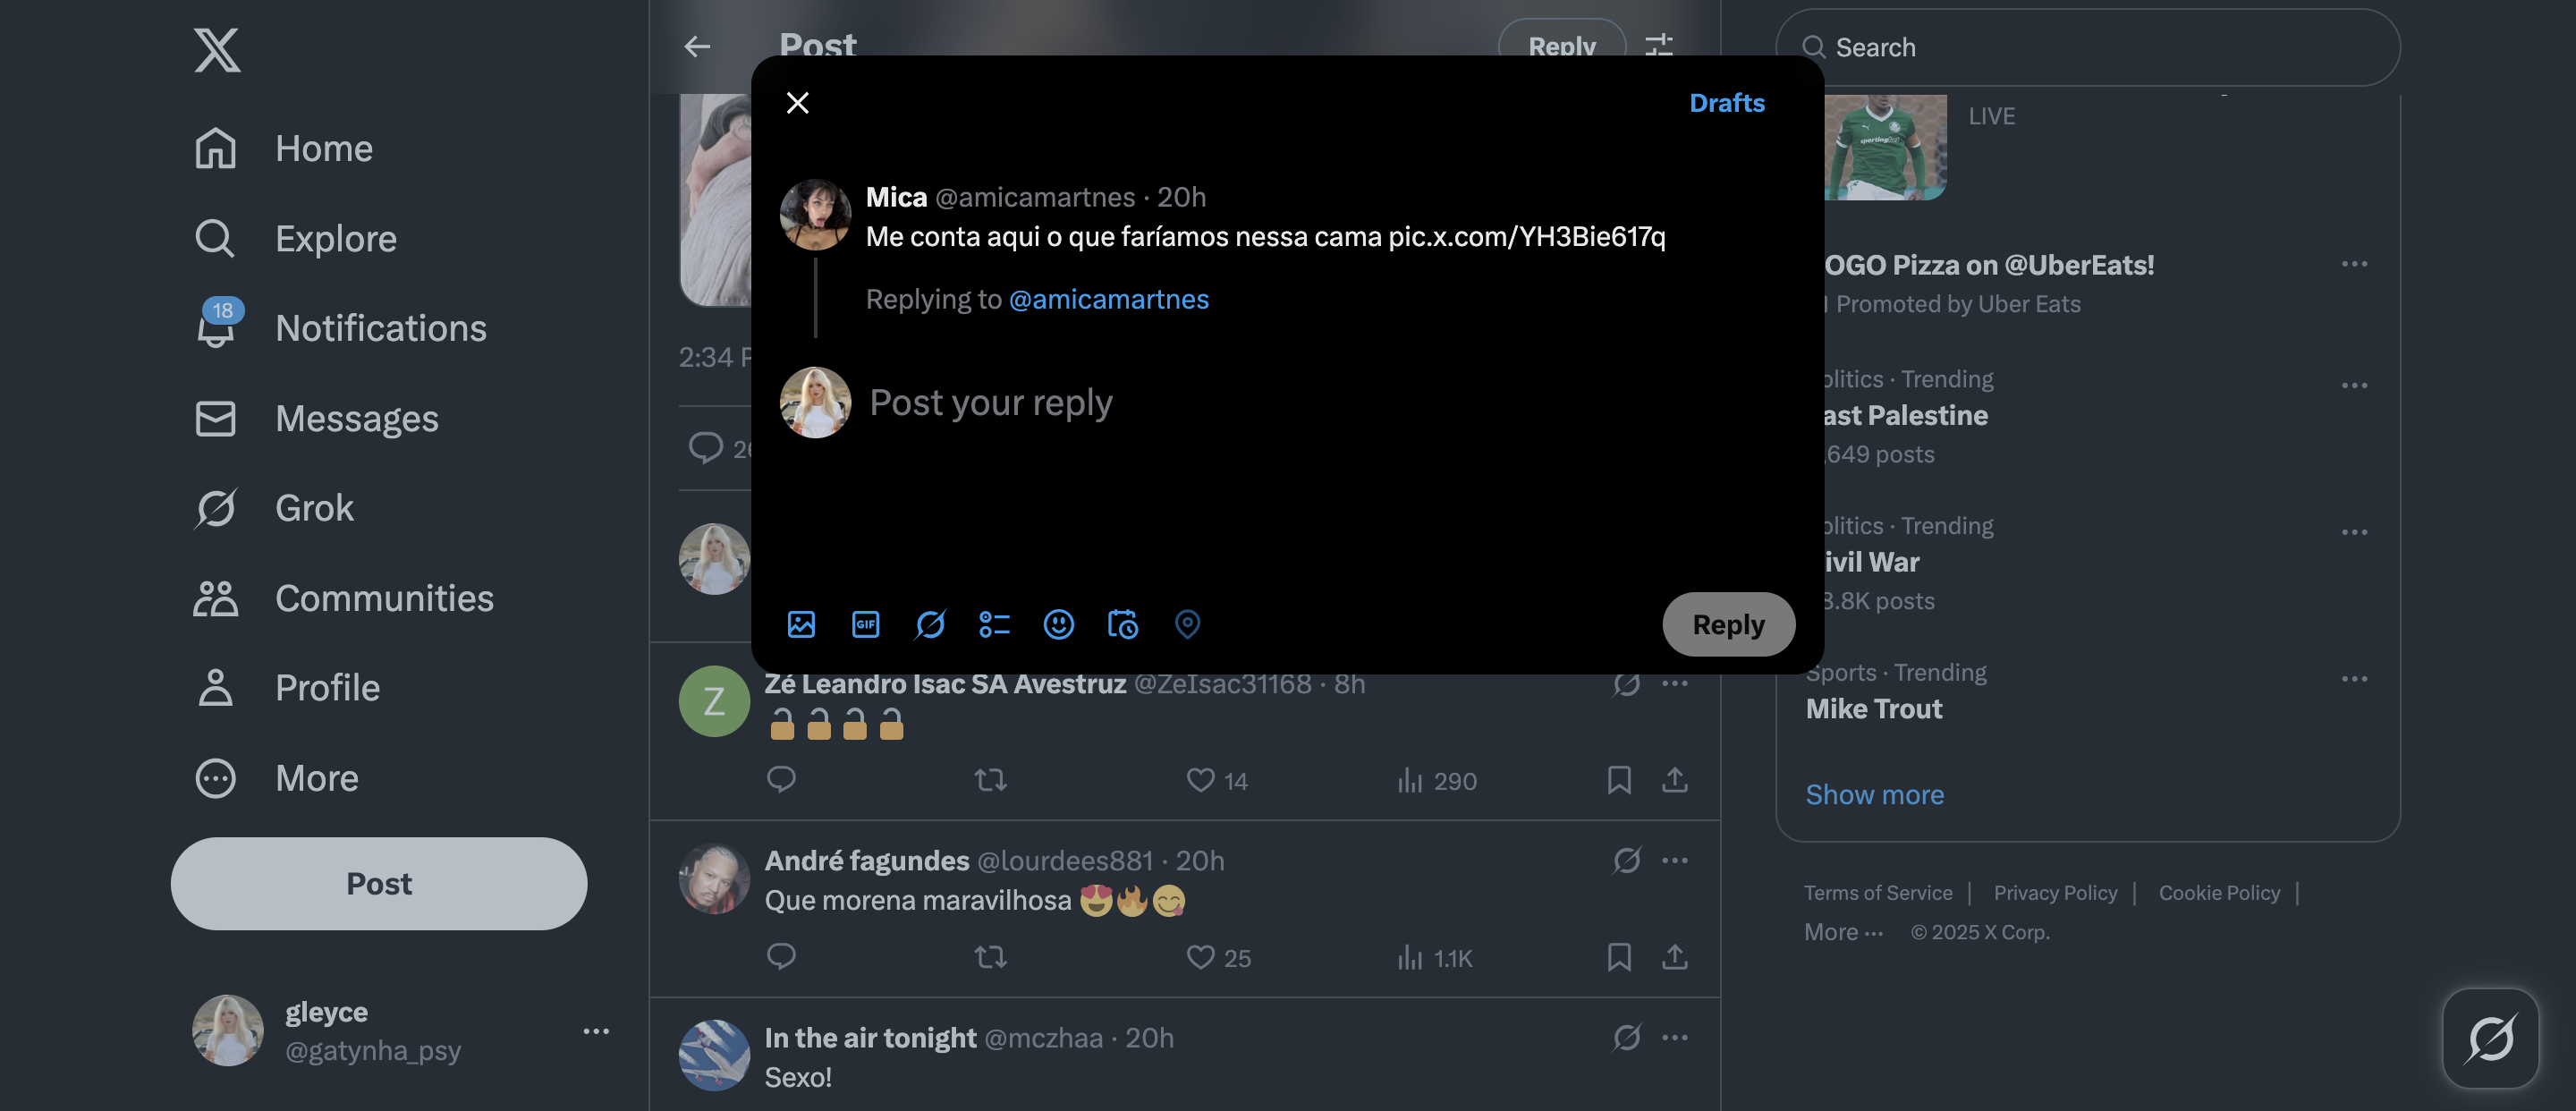 Home
Explore
18
Notifications
Messages
Grok
Communities
Profile
More
Post
gleyce
@gatynha_psy
Post
Reply
2:34
Drafts
Mica @amicamartnes · 20h
Me conta aqui o que faríamos nessa cama pic.x.com/YH3Bie617q
Replying to @amicamartnes
Post your reply
GIF
Reply
Z
Zé Leandro Isac SA Avestruz @ZeIsac31168 · 8h
🔓🔓🔓🔓
14
290
André fagundes @lourdees881 · 20h
Que morena maravilhosa 😍🔥😋
25
1.1K
In the air tonight @mczhaa · 20h
Sexo!
Search
LIVE
OGO Pizza on @UberEats!
Promoted by Uber Eats
olitics · Trending
ast Palestine
,649 posts
olitics · Trending
ivil War
8.8K posts
Sports · Trending
Mike Trout
Show more
Terms of Service | Privacy Policy | Cookie Policy |
More ··· © 2025 X Corp.